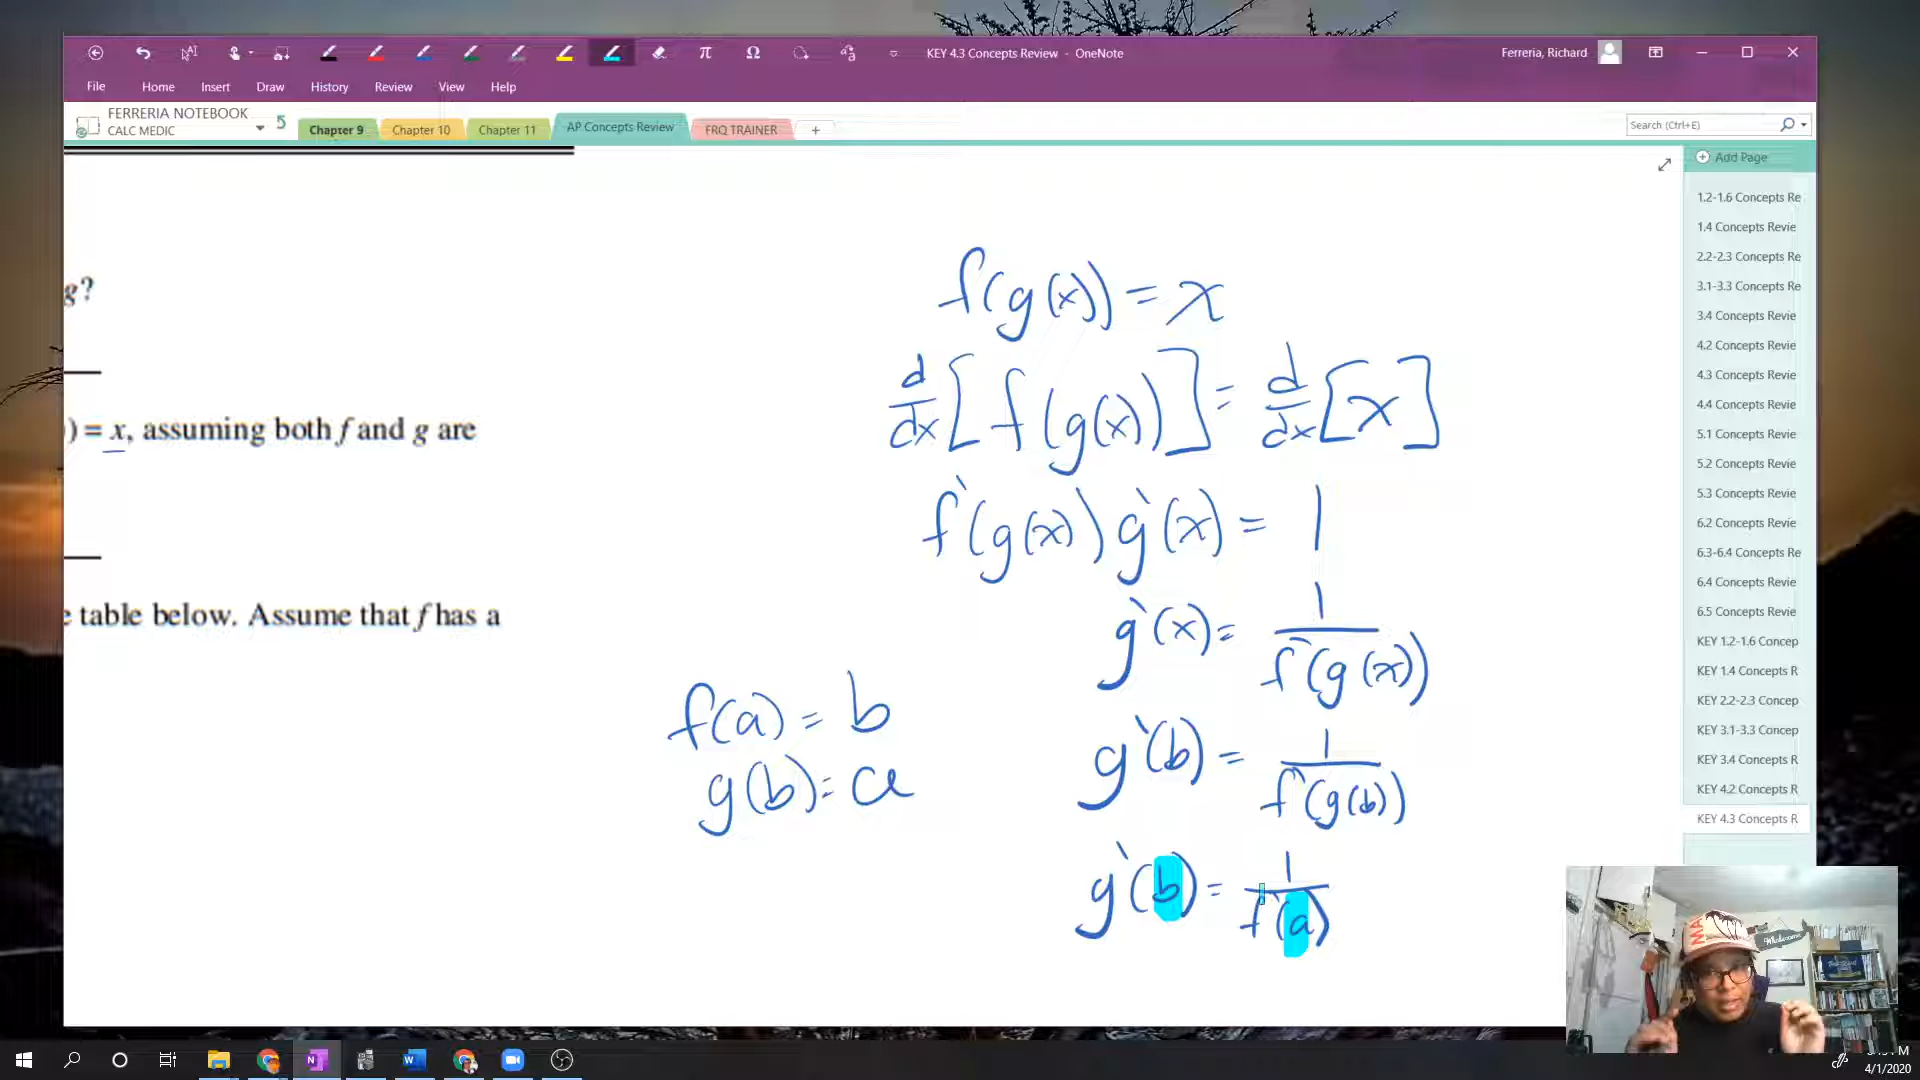 KEY 4.3 Concepts Review - OneNote
Ferreria, Richard
File Home Insert Draw History Review View Help
FERRERIA NOTEBOOK
CALC MEDIC
5
Chapter 9 Chapter 10 Chapter 11 AP Concepts Review FRQ TRAINER +
Search (Ctrl+E)
Add Page
1.2-1.6 Concepts Re
1.4 Concepts Revie
2.2-2.3 Concepts Re
3.1-3.3 Concepts Re
3.4 Concepts Revie
4.2 Concepts Revie
4.3 Concepts Revie
4.4 Concepts Revie
5.1 Concepts Revie
5.2 Concepts Revie
5.3 Concepts Revie
6.2 Concepts Revie
6.3-6.4 Concepts Re
6.4 Concepts Revie
6.5 Concepts Revie
KEY 1.2-1.6 Concep
KEY 1.4 Concepts R
KEY 2.2-2.3 Concep
KEY 3.1-3.3 Concep
KEY 3.4 Concepts R
KEY 4.2 Concepts R
KEY 4.3 Concepts R
g?
) = x, assuming both f and g are
e table below. Assume that f has a
f(g(x)) = x
d/dx [f(g(x))] = d/dx [x]
f'(g(x)) g'(x) = 1
g'(x) = 1/f'(g(x))
f(a) = b
g(b) = a
g'(b) = 1/f'(g(b))
g'(b) = 1/f'(a)
MA
4/1/2020